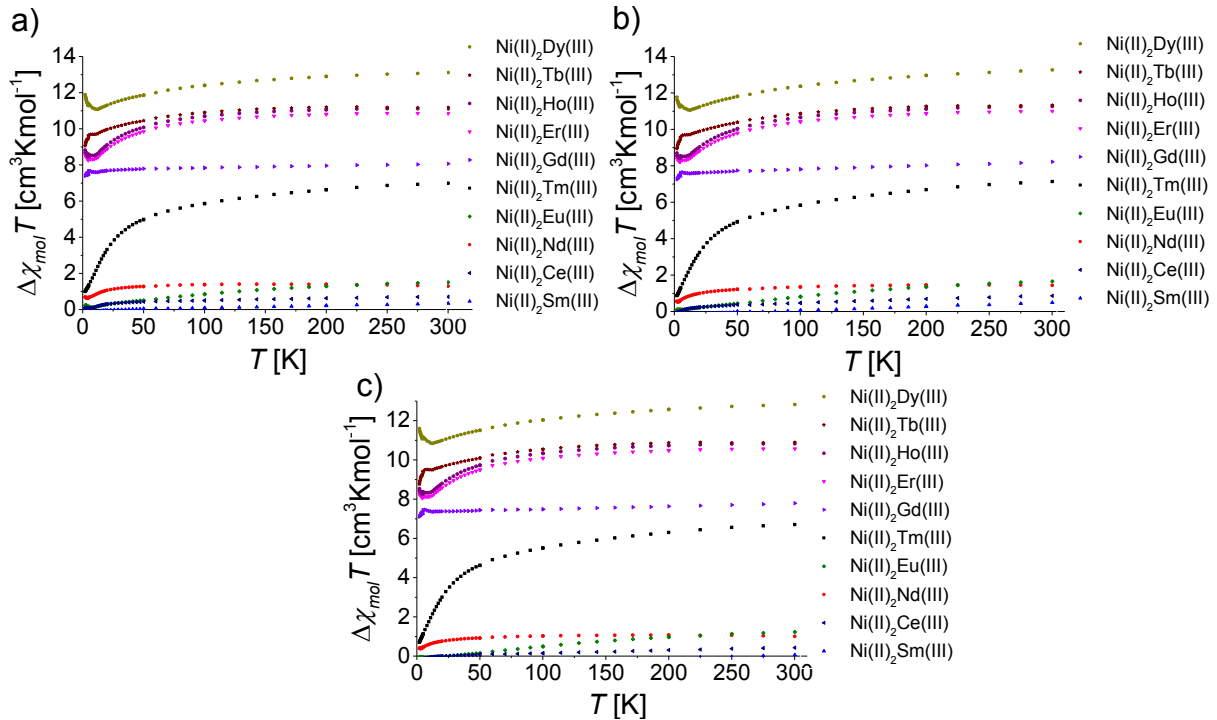 a)
Δχmol T [cm³Kmol⁻¹]
14
12
10
8
6
4
2
0
0 50 100 150 200 250 300
T [K]
Ni(II)₂Dy(III)
Ni(II)₂Tb(III)
Ni(II)₂Ho(III)
Ni(II)₂Er(III)
Ni(II)₂Gd(III)
Ni(II)₂Tm(III)
Ni(II)₂Eu(III)
Ni(II)₂Nd(III)
Ni(II)₂Ce(III)
Ni(II)₂Sm(III)
b)
Δχmol T [cm³Kmol⁻¹]
14
12
10
8
6
4
2
0
0 50 100 150 200 250 300
T [K]
Ni(II)₂Dy(III)
Ni(II)₂Tb(III)
Ni(II)₂Ho(III)
Ni(II)₂Er(III)
Ni(II)₂Gd(III)
Ni(II)₂Tm(III)
Ni(II)₂Eu(III)
Ni(II)₂Nd(III)
Ni(II)₂Ce(III)
Ni(II)₂Sm(III)
c)
Δχmol T [cm³Kmol⁻¹]
12
10
8
6
4
2
0
0 50 100 150 200 250 300
T [K]
Ni(II)₂Dy(III)
Ni(II)₂Tb(III)
Ni(II)₂Ho(III)
Ni(II)₂Er(III)
Ni(II)₂Gd(III)
Ni(II)₂Tm(III)
Ni(II)₂Eu(III)
Ni(II)₂Nd(III)
Ni(II)₂Ce(III)
Ni(II)₂Sm(III)